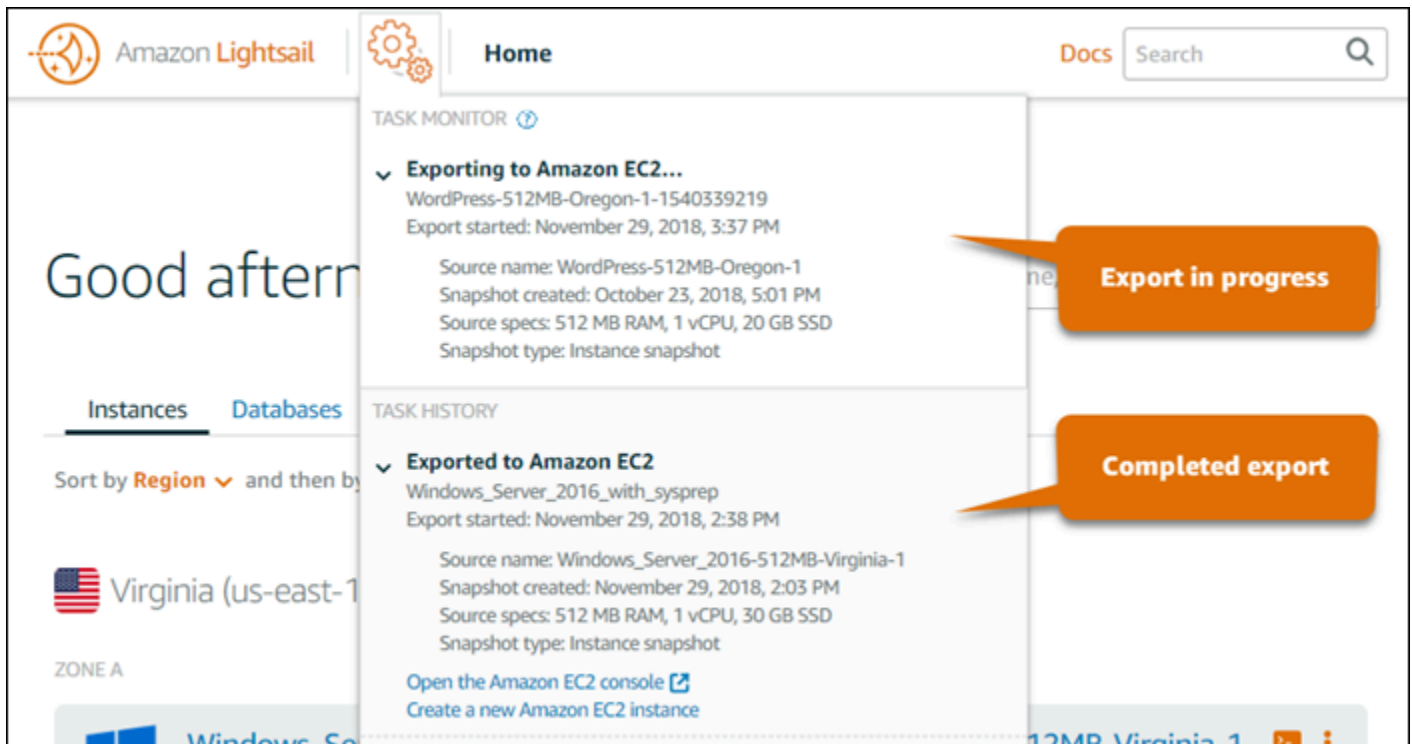 Amazon Lightsail
Home
Docs
Search
TASK MONITOR
Exporting to Amazon EC2...
WordPress-512MB-Oregon-1-1540339219
Export started: November 29, 2018, 3:37 PM
Source name: WordPress-512MB-Oregon-1
Snapshot created: October 23, 2018, 5:01 PM
Source specs: 512 MB RAM, 1 vCPU, 20 GB SSD
Snapshot type: Instance snapshot
Export in progress
Good aftern
Instances Databases
TASK HISTORY
Exported to Amazon EC2
Windows_Server_2016_with_sysprep
Export started: November 29, 2018, 2:38 PM
Source name: Windows_Server_2016-512MB-Virginia-1
Snapshot created: November 29, 2018, 2:03 PM
Source specs: 512 MB RAM, 1 vCPU, 30 GB SSD
Snapshot type: Instance snapshot
Open the Amazon EC2 console
Create a new Amazon EC2 instance
Completed export
Sort by Region and then by
Virginia (us-east-1
ZONE A
Windows_Se
12MB-Virginia-1